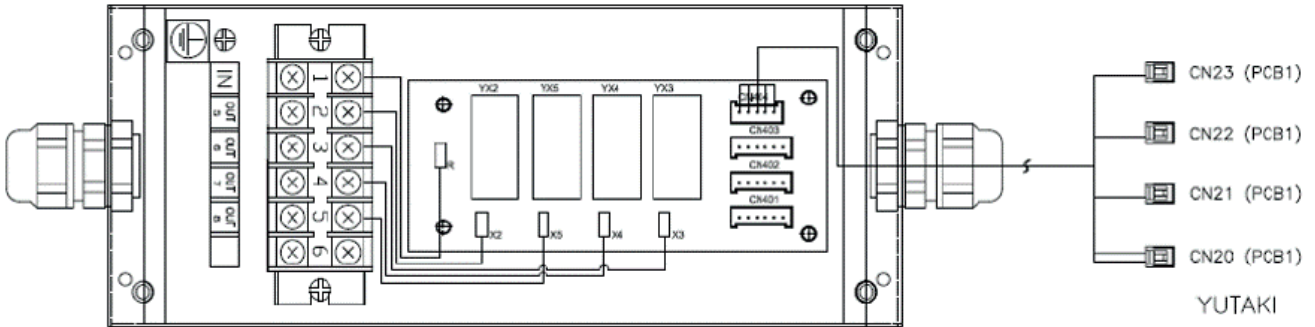 IN
OUT 5
OUT 6
OUT 7
OUT 8
1
2
3
4
5
6
YX2
YX5
YX4
YX3
R
X2
X5
X4
X3
CN403
CN402
CN401
CN23 (PCB1)
CN22 (PCB1)
CN21 (PCB1)
CN20 (PCB1)
YUTAKI